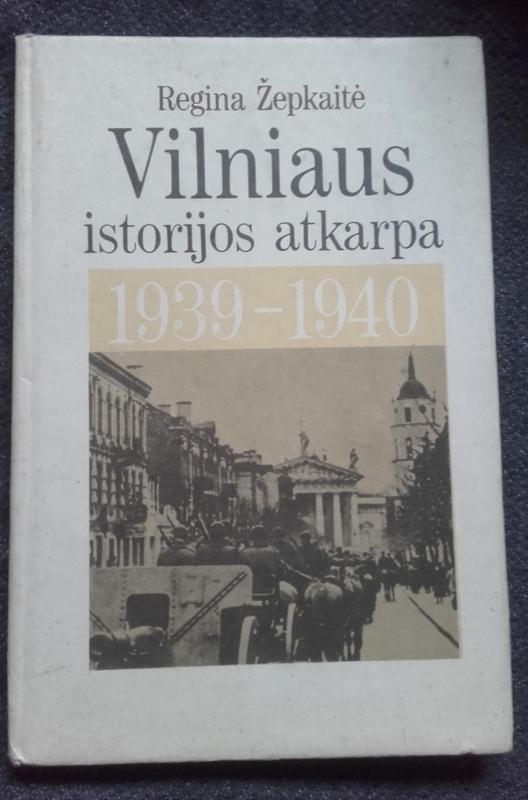 Regina Žepkaitė
Vilniaus
istorijos atkarpa
1939–1940